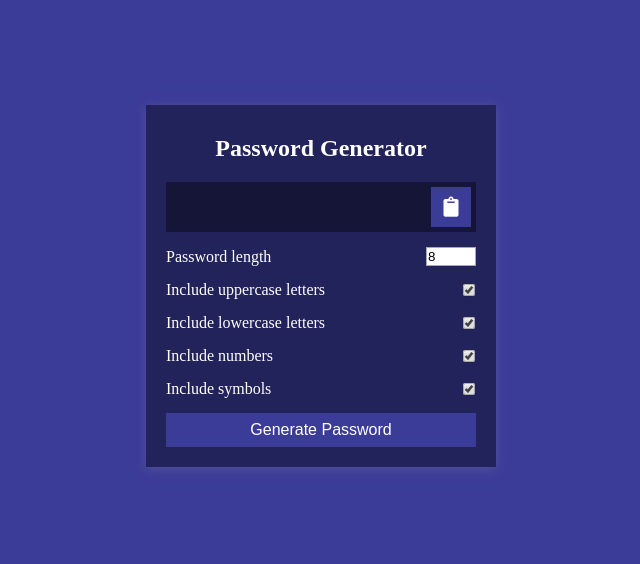 Password Generator
Password length 8
Include uppercase letters
Include lowercase letters
Include numbers
Include symbols
Generate Password